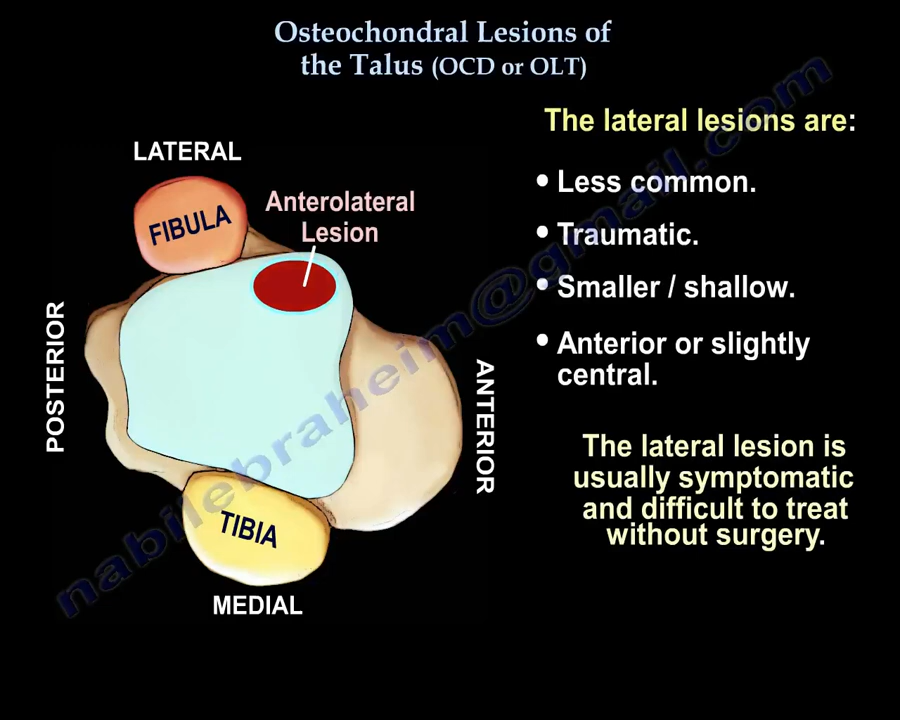 Osteochondral Lesions of
the Talus (OCD or OLT)
The lateral lesions are:
• Less common.
• Traumatic.
• Smaller / shallow.
• Anterior or slightly
central.
The lateral lesion is
usually symptomatic
and difficult to treat
without surgery.
LATERAL
FIBULA
Anterolateral
Lesion
POSTERIOR
ANTERIOR
TIBIA
MEDIAL
nabilebraheim@gmail.com